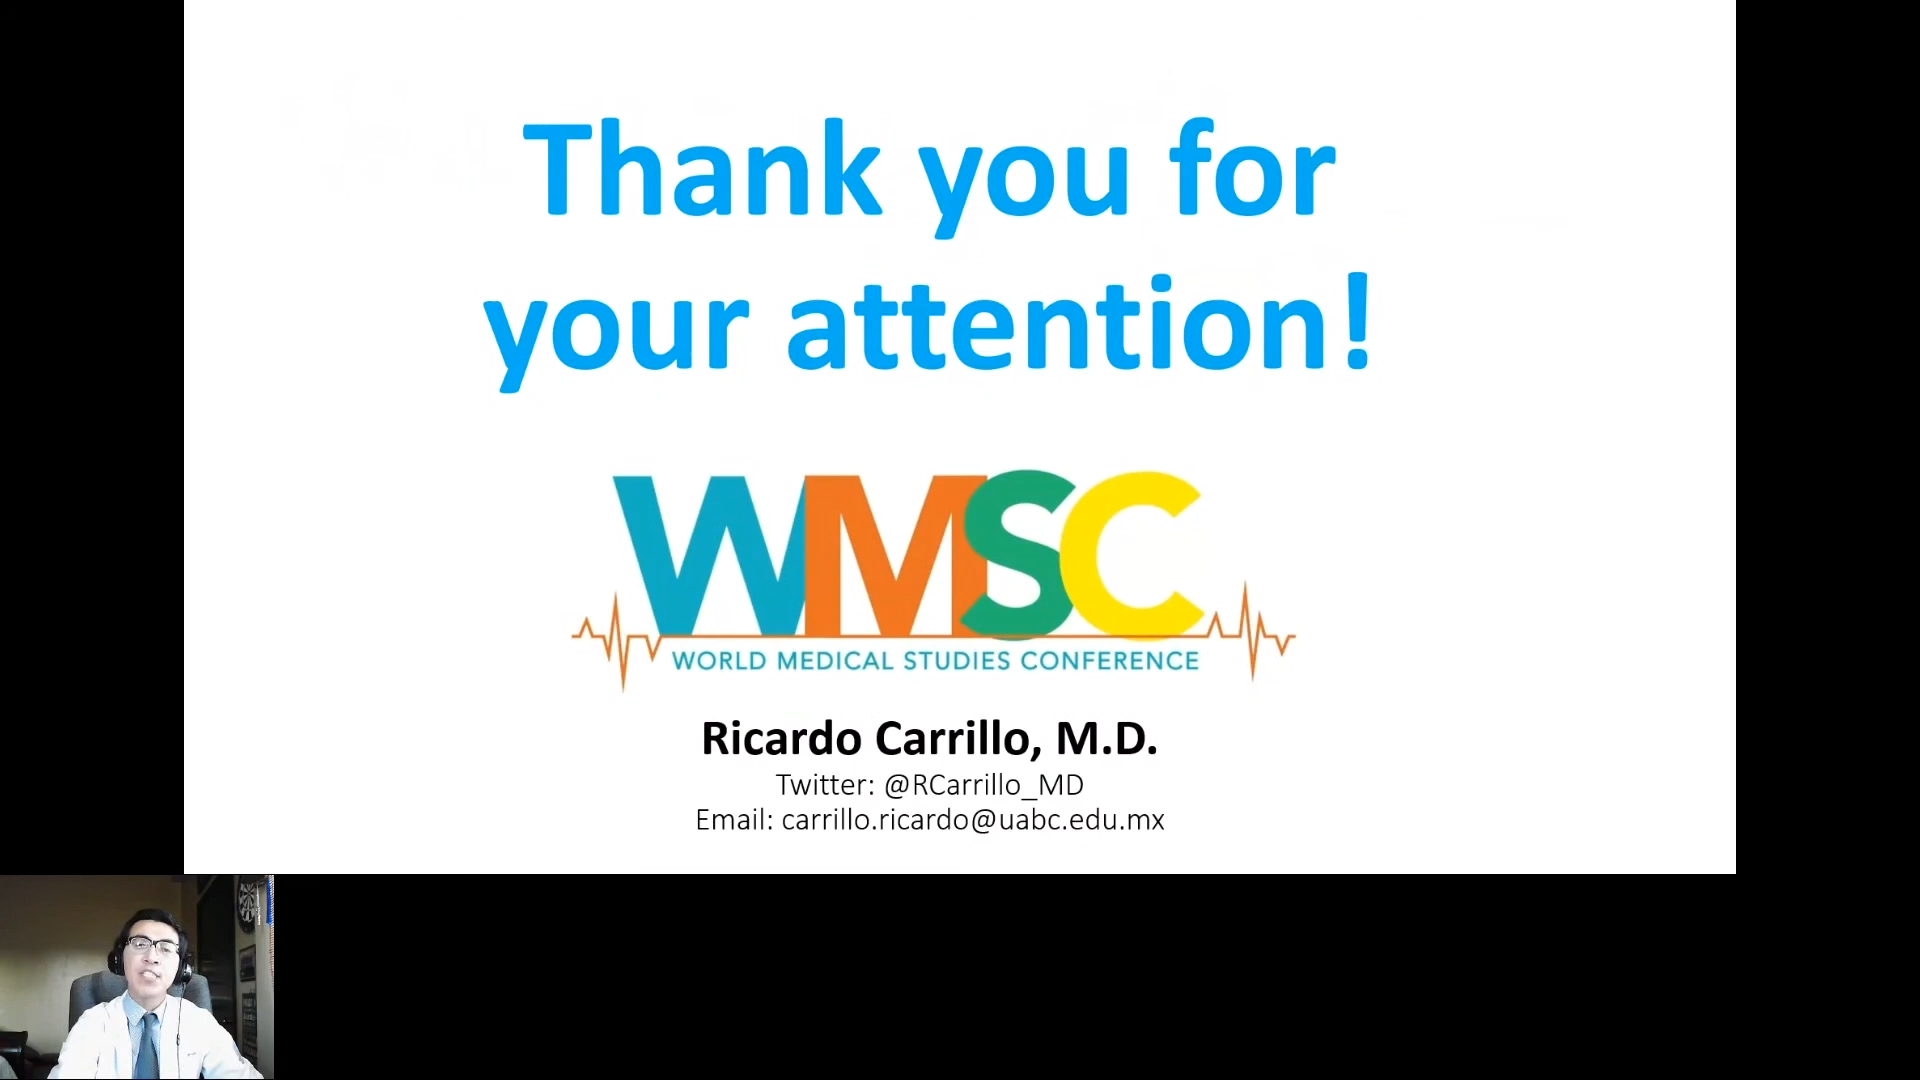 Thank you for
your attention!
WMSC
WORLD MEDICAL STUDIES CONFERENCE
Ricardo Carrillo, M.D.
Twitter: @RCarrillo_MD
Email: carrillo.ricardo@uabc.edu.mx